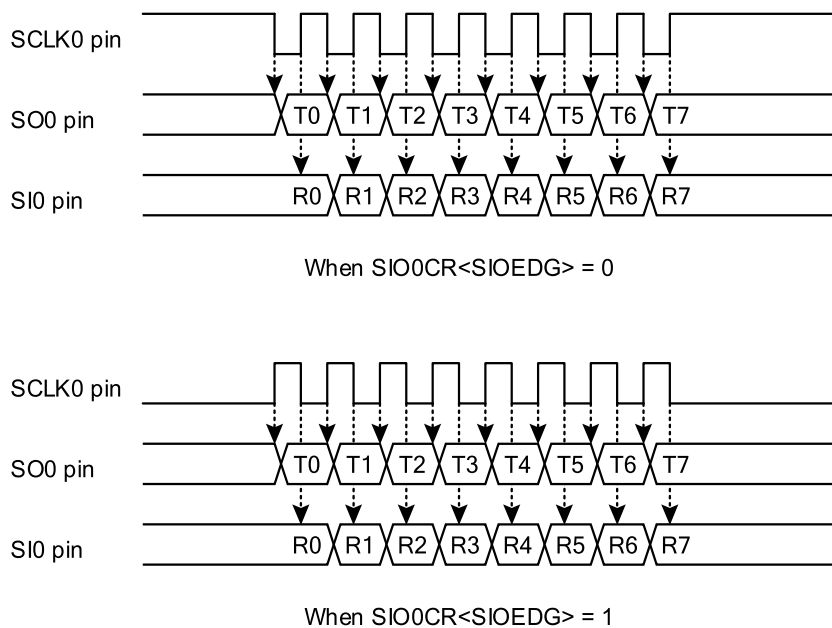 SCLK0 pin
SO0 pin T0 T1 T2 T3 T4 T5 T6 T7
SI0 pin R0 R1 R2 R3 R4 R5 R6 R7
When SIO0CR<SIOEDG> = 0
SCLK0 pin
SO0 pin T0 T1 T2 T3 T4 T5 T6 T7
SI0 pin R0 R1 R2 R3 R4 R5 R6 R7
When SIO0CR<SIOEDG> = 1